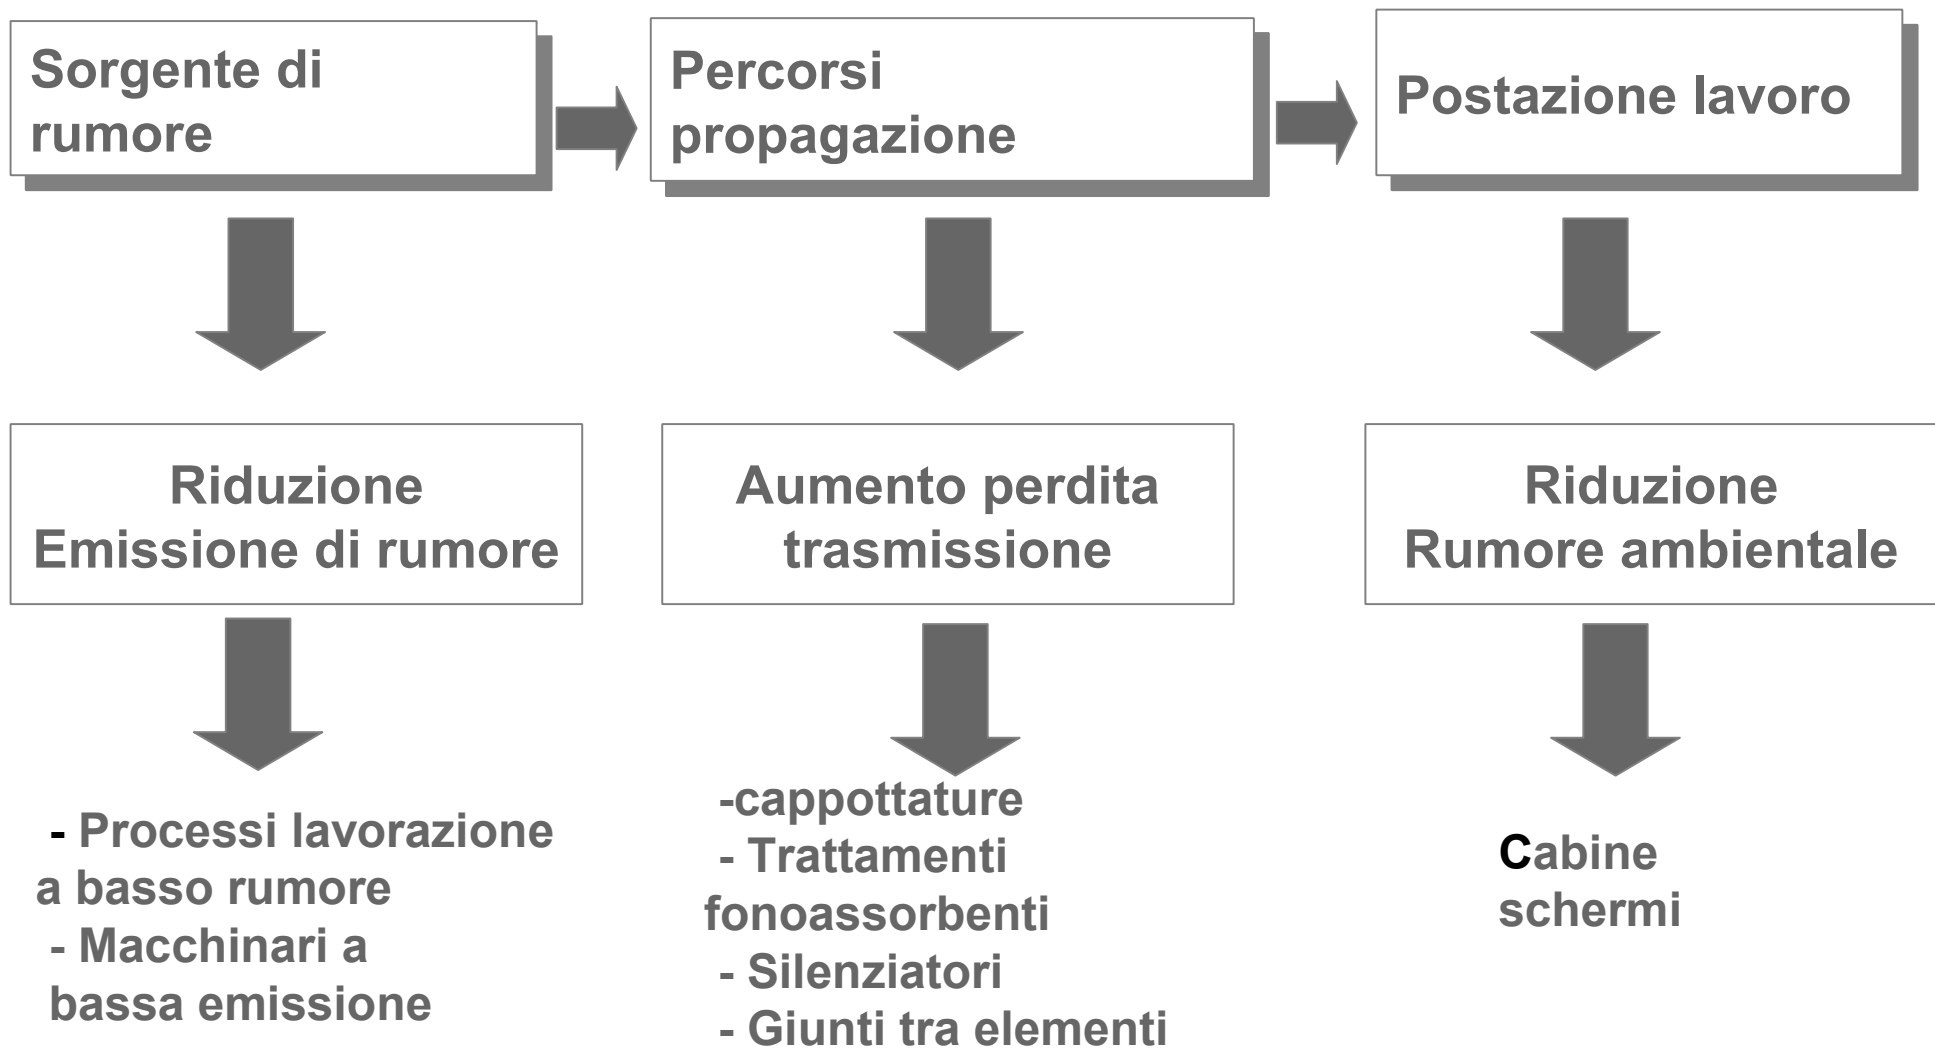 Sorgente di
rumore
Percorsi
propagazione
Postazione lavoro
Riduzione
Emissione di rumore
Aumento perdita
trasmissione
Riduzione
Rumore ambientale
- Processi lavorazione
a basso rumore
- Macchinari a
bassa emissione
-cappottature
- Trattamenti
fonoassorbenti
- Silenziatori
- Giunti tra elementi
Cabine
schermi